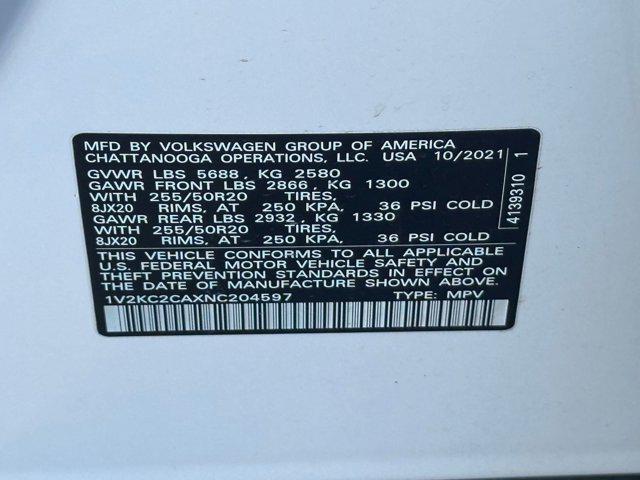 MFD BY VOLKSWAGEN GROUP OF AMERICA
CHATTANOOGA OPERATIONS, LLC. USA 10/2021
GVWR LBS 5688, KG 2580
GAWR FRONT LBS 2866, KG 1300
WITH 255/50R20 TIRES,
8JX20 RIMS, AT 250 KPA, 36 PSI COLD
GAWR REAR LBS 2932, KG 1330
WITH 255/50R20 TIRES,
8JX20 RIMS, AT 250 KPA, 36 PSI COLD
THIS VEHICLE CONFORMS TO ALL APPLICABLE
U.S. FEDERAL MOTOR VEHICLE SAFETY AND
THEFT PREVENTION STANDARDS IN EFFECT ON
THE DATE OF MANUFACTURE SHOWN ABOVE.
1V2KC2CAXNC204597 TYPE: MPV
4139310 1